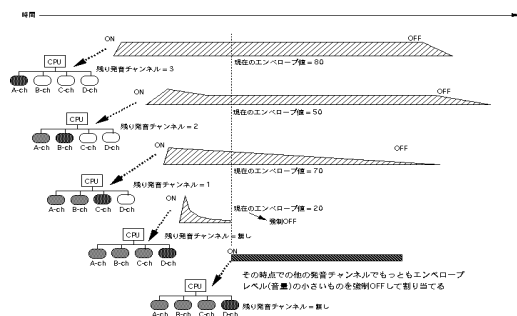 時間
ON
OFF
CPU
現在のエンベロープ値=80
残り発音チャンネル=3
A-ch B-ch C-ch D-ch
ON
OFF
CPU
現在のエンベロープ値=50
残り発音チャンネル=2
A-ch B-ch C-ch D-ch
ON
OFF
現在のエンベロープ値=70
CPU
残り発音チャンネル=1
A-ch B-ch C-ch D-ch
ON
現在のエンベロープ値=20
強制OFF
CPU
残り発音チャンネル=無し
A-ch B-ch C-ch D-ch
ON
CPU
その時点での他の発音チャンネルでもっともエンベロープ
レベル(音量)の小さいものを強制OFFして割り当てる
A-ch B-ch C-ch D-ch
残り発音チャンネル=無し